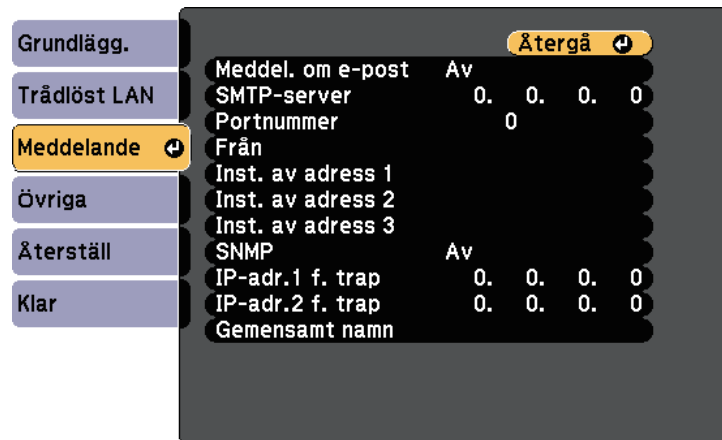 Grundlägg.
Trådlöst LAN
Meddelande
Övriga
Återställ
Klar
Återgå
Meddel. om e-post Av
SMTP-server 0. 0. 0. 0
Portnummer 0
Från
Inst. av adress 1
Inst. av adress 2
Inst. av adress 3
SNMP Av
IP-adr.1 f. trap 0. 0. 0. 0
IP-adr.2 f. trap 0. 0. 0. 0
Gemensamt namn